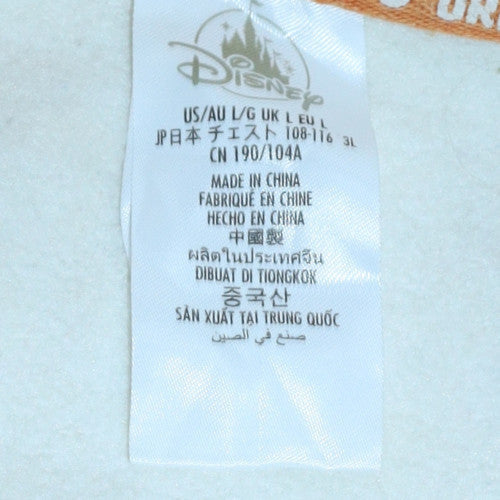 Disney
US/AU L/G UK L EU L
JP日本 チェスト 108-116 3L
CN 190/104A
MADE IN CHINA
FABRIQUÉ EN CHINE
HECHO EN CHINA
中國製
ผลิตในประเทศจีน
DIBUAT DI TIONGKOK
중국산
SẢN XUẤT TẠI TRUNG QUỐC
صنع في الصين